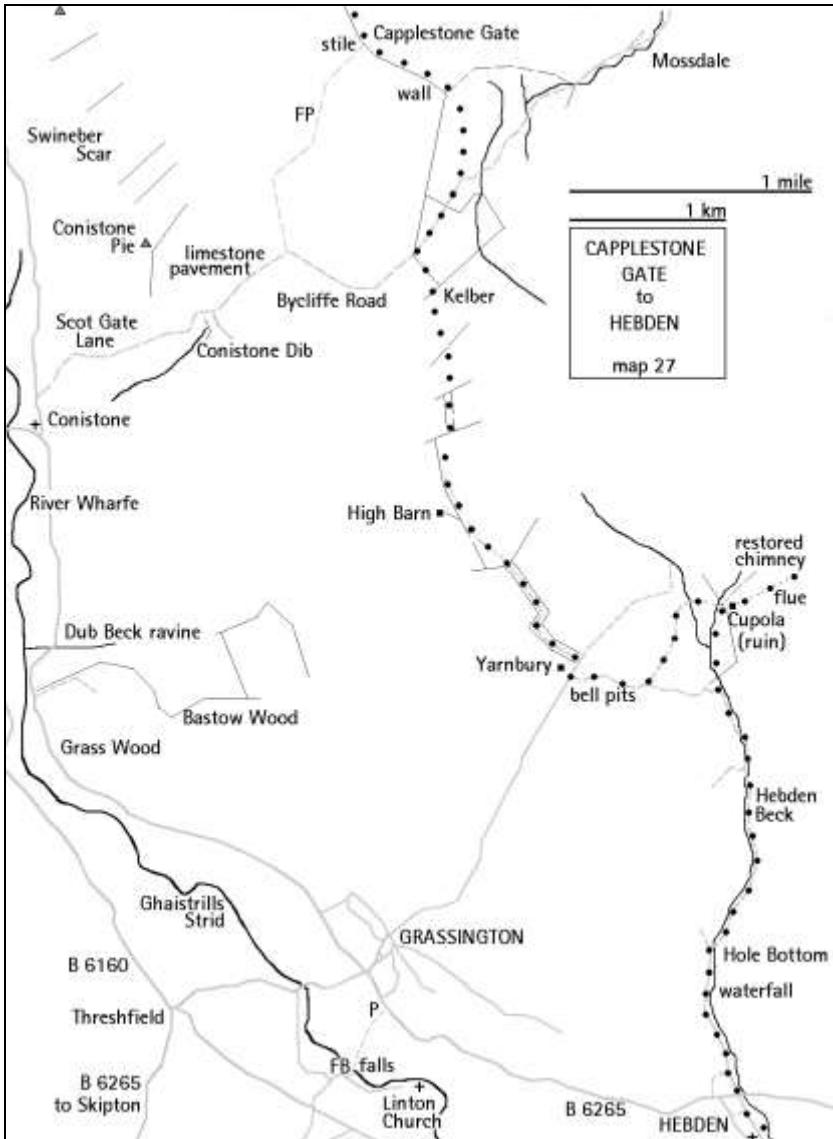 Capplestone Gate
stile
Mossdale
wall
FP
Swineber
Scar
1 mile
1 km
Conistone
Pie
limestone
pavement
CAPPLESTONE
GATE
to
HEBDEN
map 27
Bycliffe Road
Kelber
Scot Gate
Lane
Conistone Dib
Conistone
River Wharfe
High Barn
restored
chimney
flue
Cupola
(ruin)
Dub Beck ravine
Yarnbury
bell pits
Bastow Wood
Grass Wood
Hebden
Beck
Ghaistrills
Strid
GRASSINGTON
Hole Bottom
B 6160
waterfall
P
Threshfield
FB falls
B 6265
to Skipton
Linton
Church
B 6265
HEBDEN